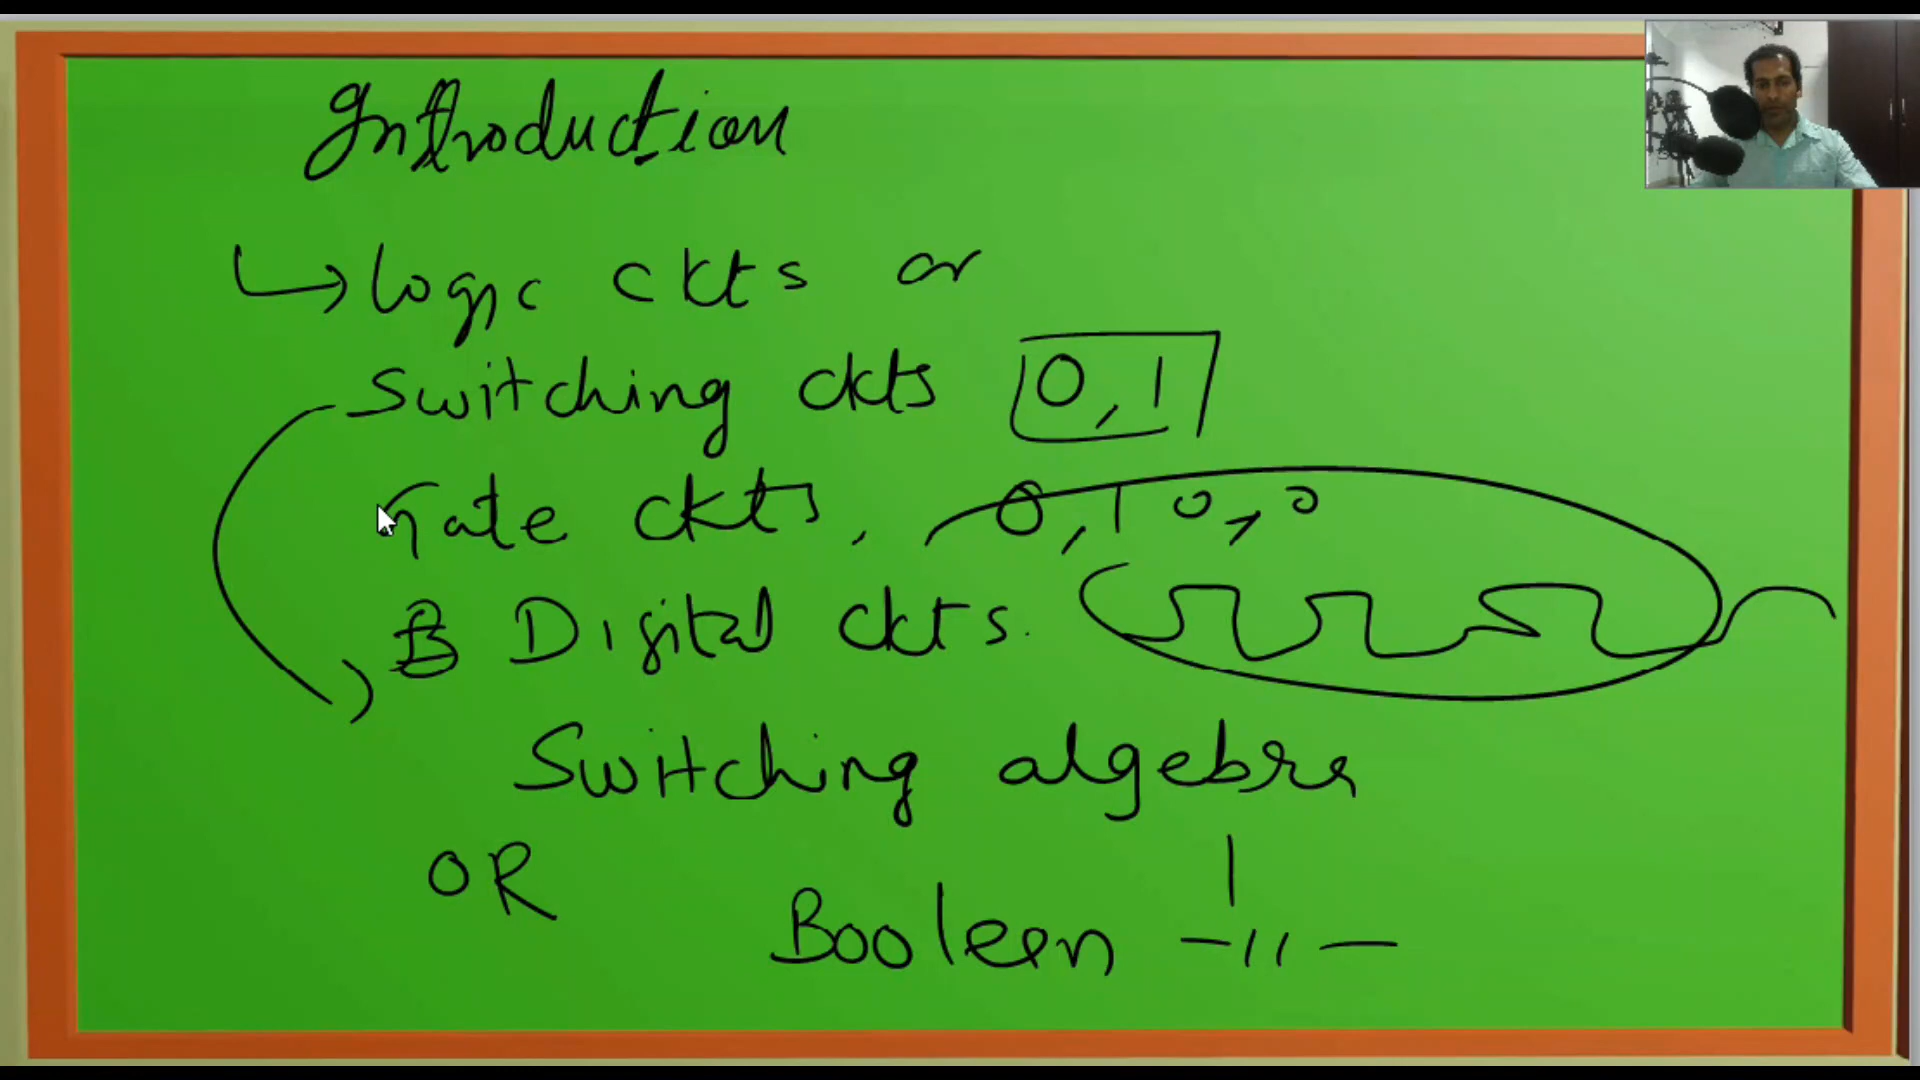 Introduction
↳ Logic ckts or
Switching ckts 0, 1
Gate ckts, 0, 1 0, 0
Digital ckts.
Switching algebra
OR
Boolean —〃—